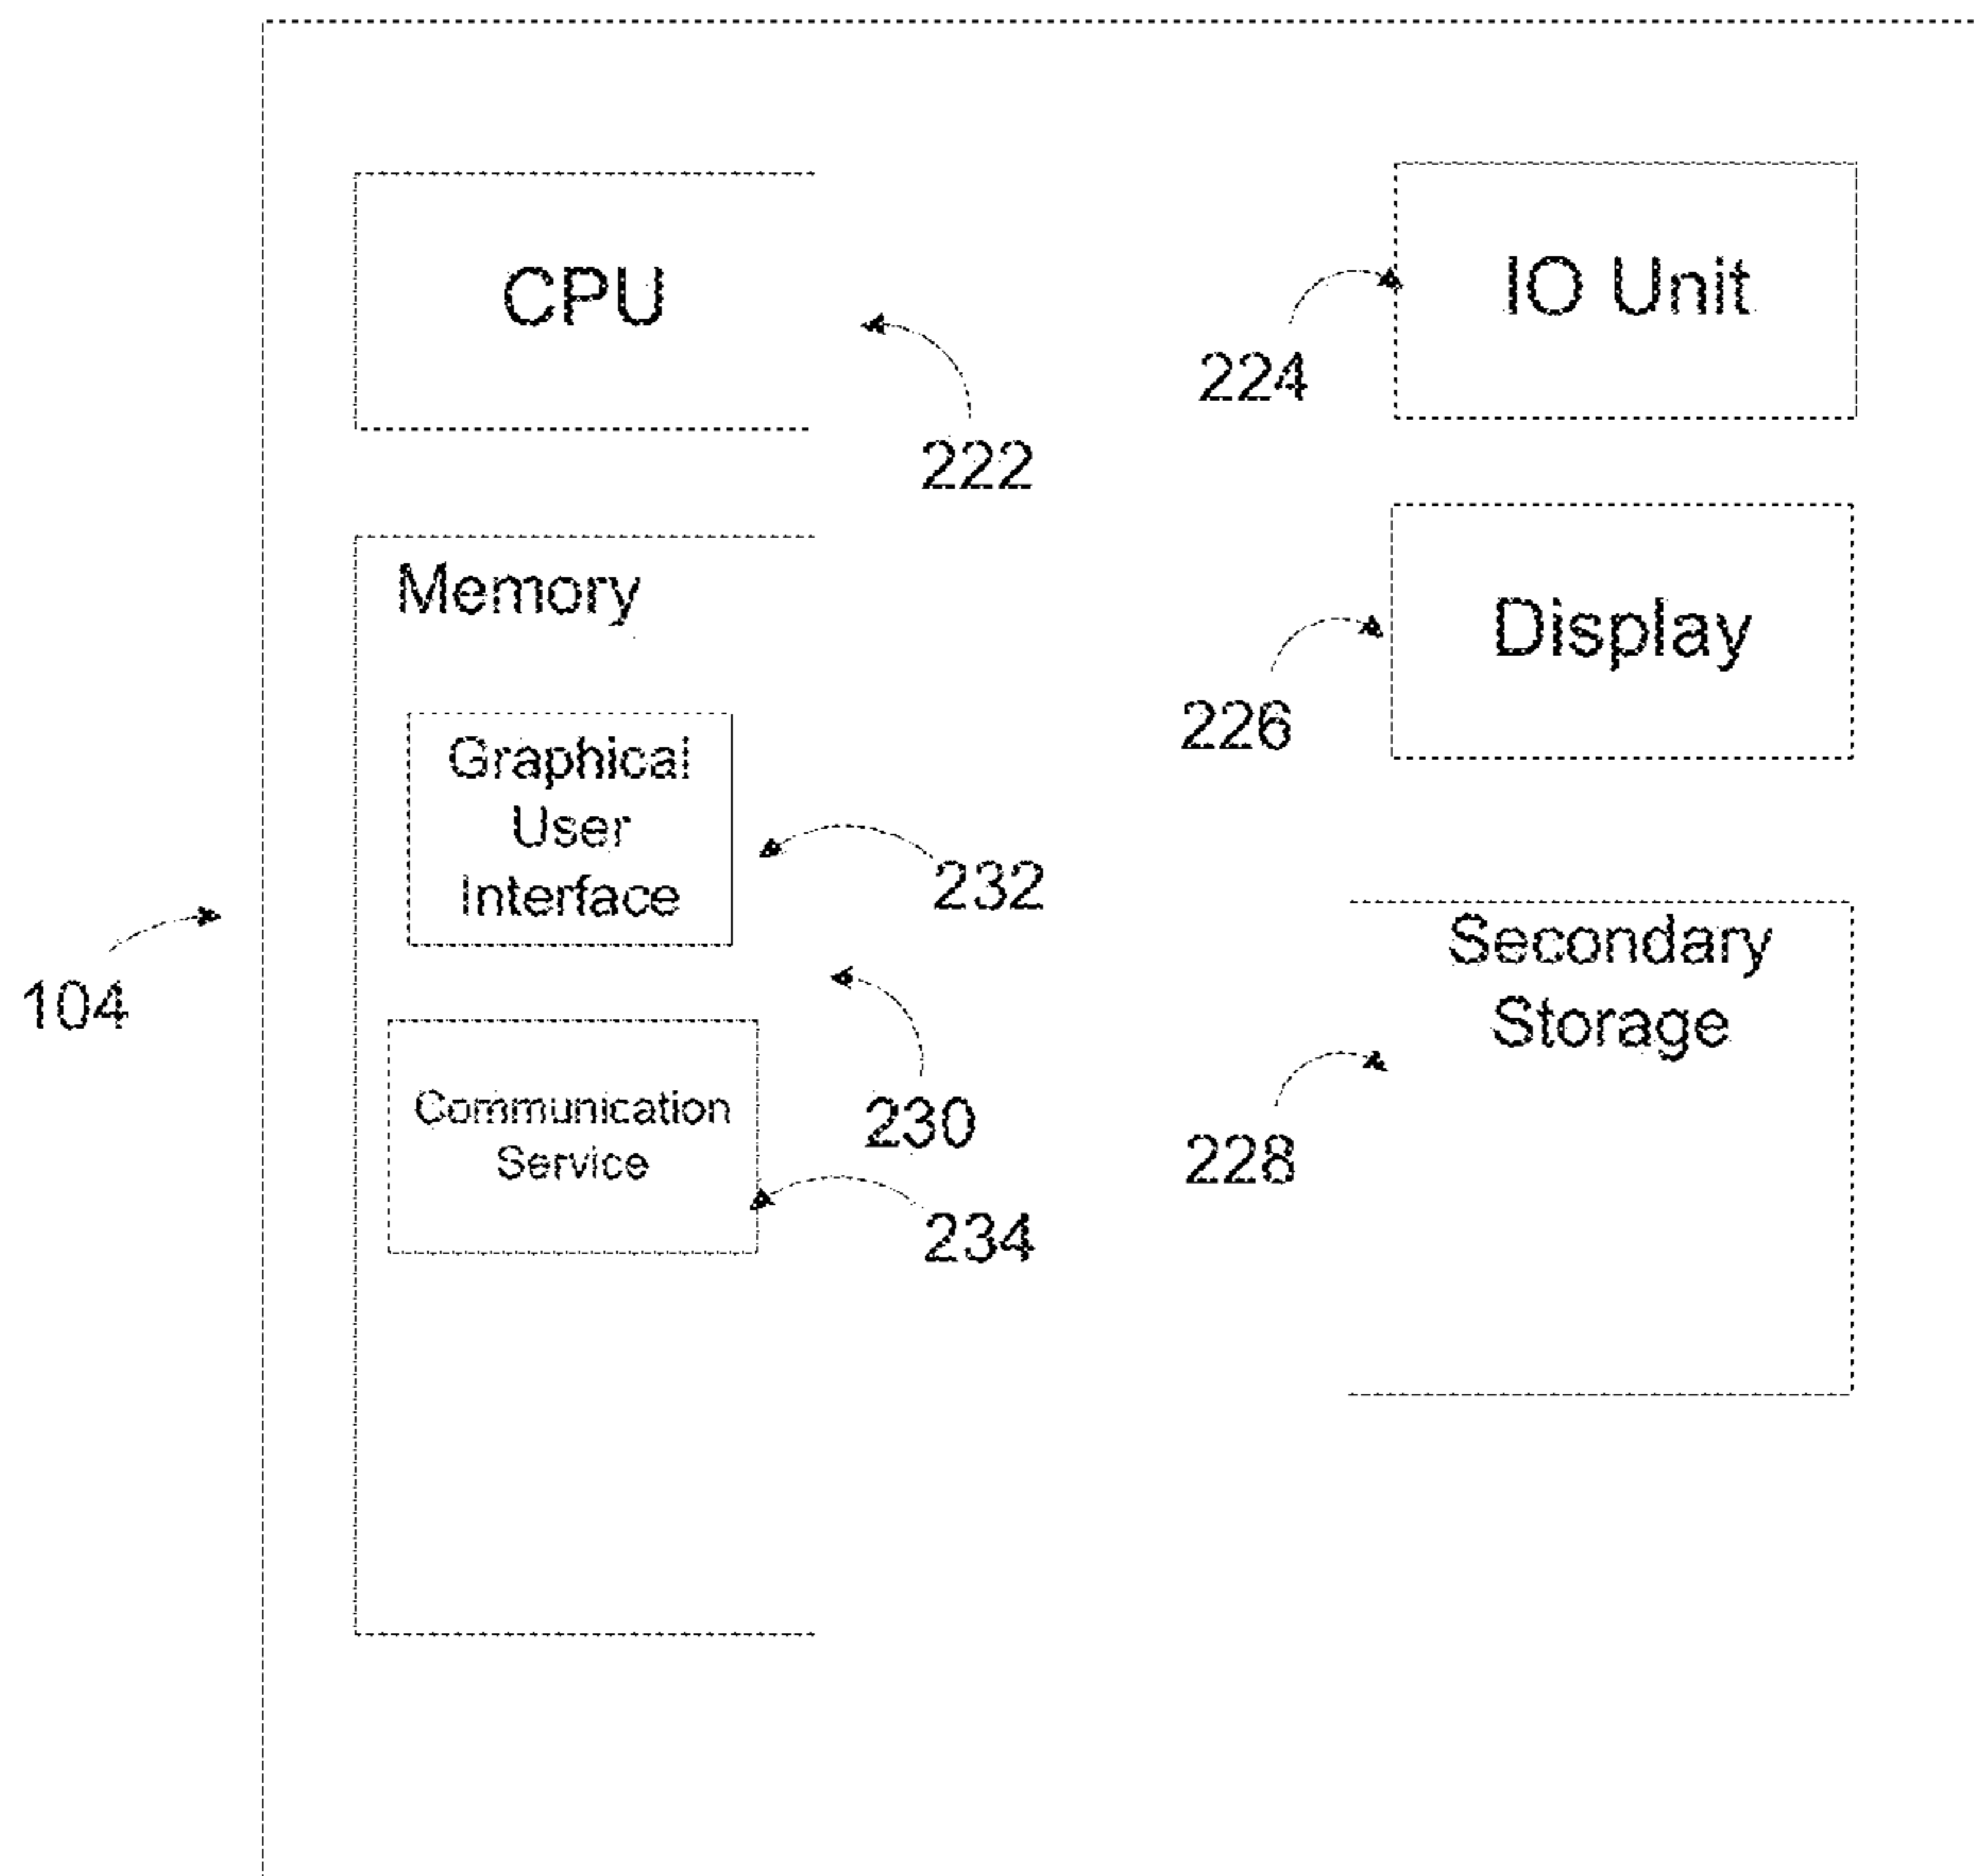 CPU
IO Unit
224
222
Memory
Display
226
Graphical
User
Interface
232
Secondary
Storage
104
230
Communication
Service
228
234